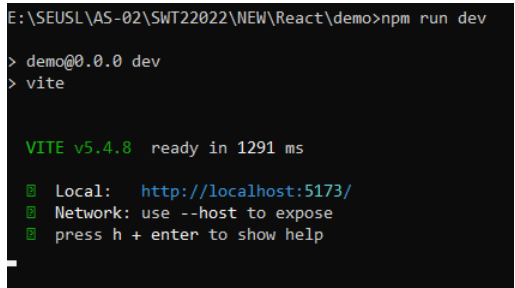 E:\SEUSL\AS-02\SWT22022\NEW\React\demo>npm run dev
> demo@0.0.0 dev
> vite
VITE v5.4.8 ready in 1291 ms
Local: http://localhost:5173/
Network: use --host to expose
press h + enter to show help